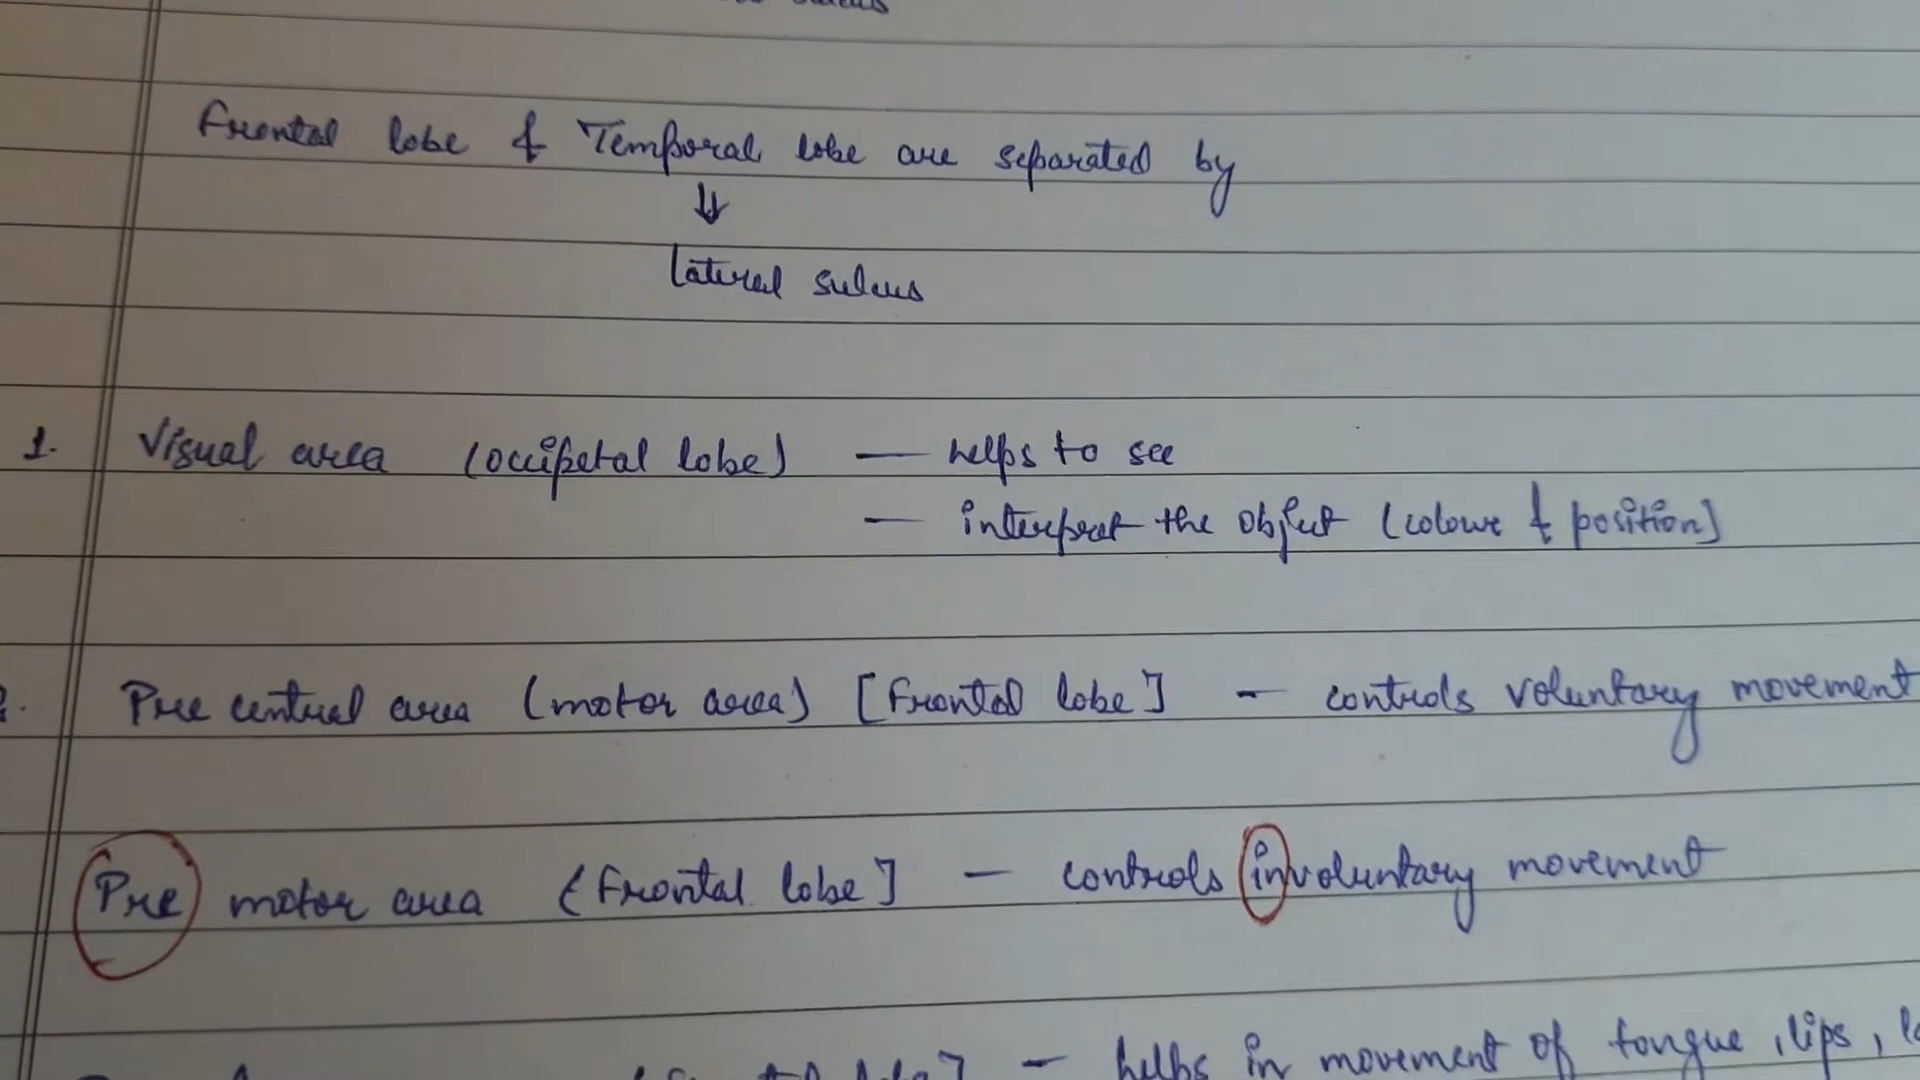 Frontal lobe & Temporal lobe are separated by
⇓
Lateral sulcus
1. Visual area (occipetal lobe) — helps to see
— interpret the object (colour & position)
Pre central area (motor area) [Frontal lobe] — controls voluntary movement
Pre motor area (Frontal lobe] — controls involuntary movement
— helps in movement of tongue, lips,